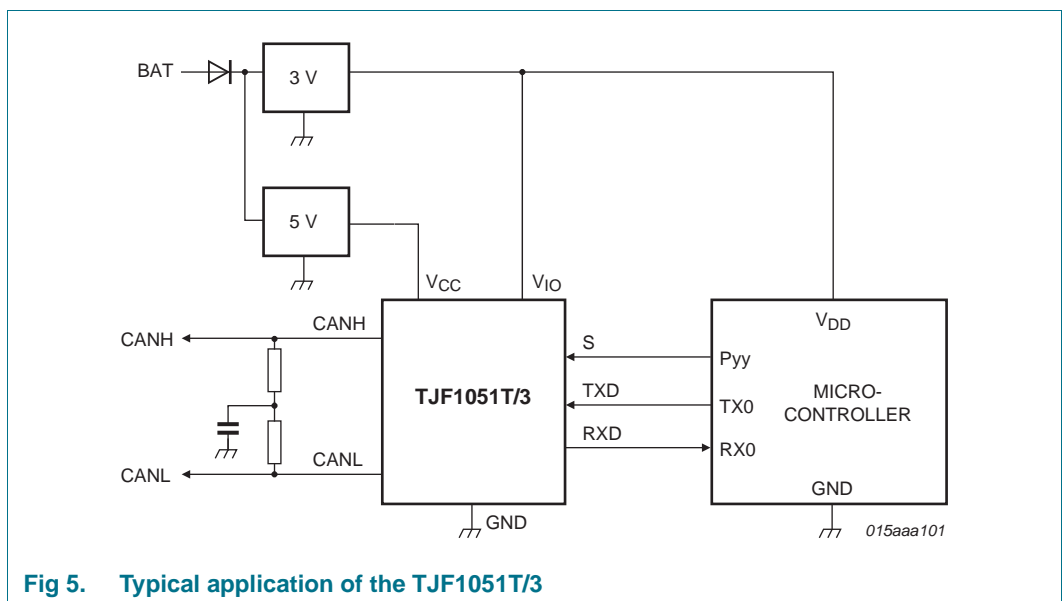 BAT
3 V
5 V
VCC
VIO
CANH
CANH
TJF1051T/3
CANL
CANL
GND
S
TXD
RXD
VDD
Pyy
TX0
RX0
MICRO-
CONTROLLER
GND
015aaa101
Fig 5. Typical application of the TJF1051T/3